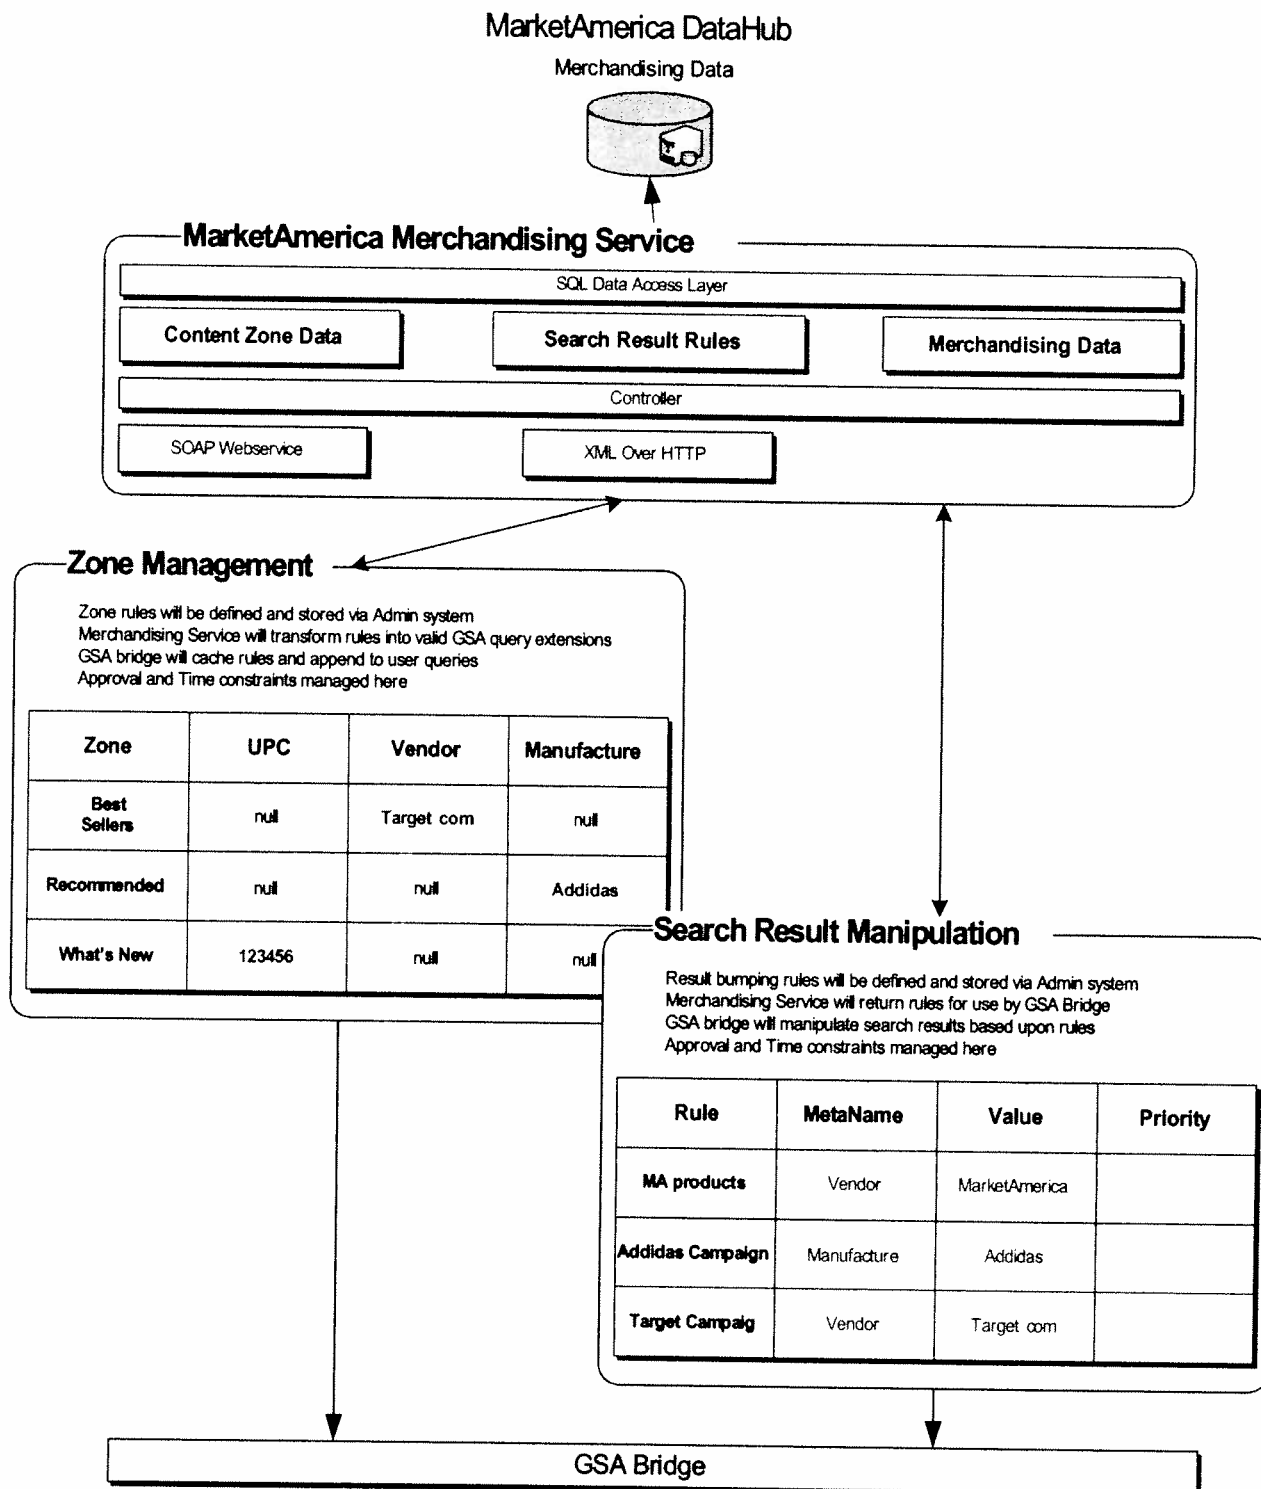 MarketAmerica DataHub
Merchandising Data
MarketAmerica Merchandising Service
SQL Data Access Layer
Content Zone Data
Search Result Rules
Merchandising Data
Controller
SOAP Webservice
XML Over HTTP
Zone Management
Zone rules will be defined and stored via Admin system
Merchandising Service will transform rules into valid GSA query extensions
GSA bridge will cache rules and append to user queries
Approval and Time constraints managed here
Zone UPC Vendor Manufacture
Best
Sellers
null Target com null
Recommended null null Addidas
What's New 123456 null null
Search Result Manipulation
Result bumping rules will be defined and stored via Admin system
Merchandising Service will return rules for use by GSA Bridge
GSA bridge will manipulate search results based upon rules
Approval and Time constraints managed here
Rule MetaName Value Priority
MA products Vendor MarketAmerica
Addidas Campaign Manufacture Addidas
Target Campaig Vendor Target com
GSA Bridge